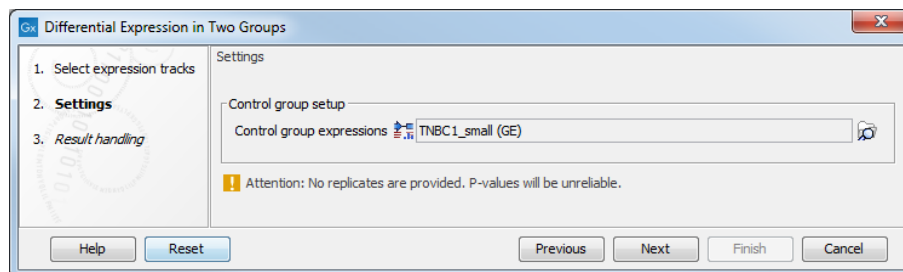 Gx Differential Expression in Two Groups
Settings
1. Select expression tracks
2. Settings
3. Result handling
Control group setup
Control group expressions TNBC1_small (GE)
Attention: No replicates are provided. P-values will be unreliable.
Help Reset Previous Next Finish Cancel